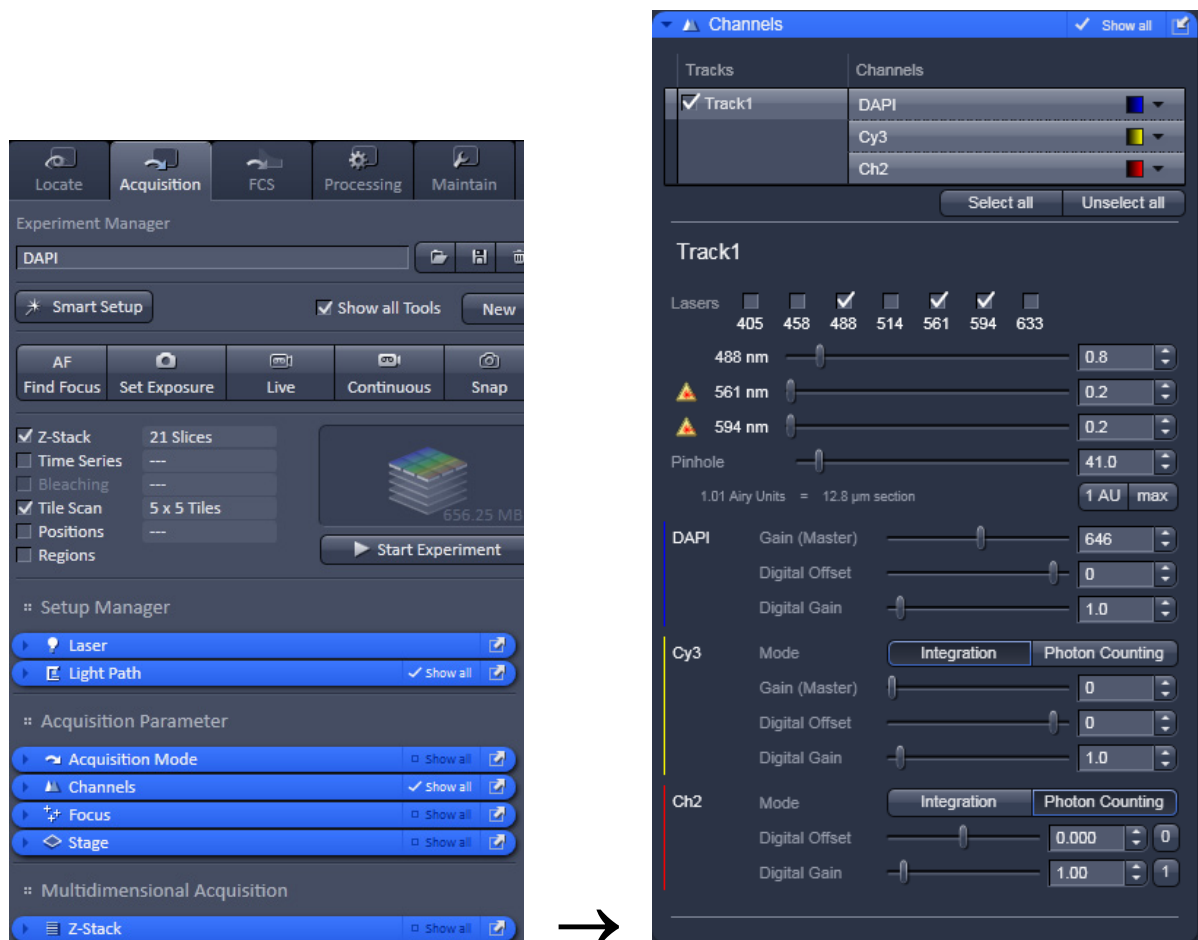 Locate Acquisition FCS Processing Maintain
Experiment Manager
DAPI
Smart Setup Show all Tools New
AF
Find Focus Set Exposure Live Continuous Snap
Z-Stack 21 Slices
Time Series ---
Bleaching ---
Tile Scan 5 x 5 Tiles
656.25 MB
Positions ---
Regions
Start Experiment
Setup Manager
Laser
Light Path Show all
Acquisition Parameter
Acquisition Mode Show all
Channels Show all
Focus Show all
Stage Show all
Multidimensional Acquisition
Z-Stack Show all
→
Channels Show all
Tracks Channels
Track1 DAPI
Cy3
Ch2
Select all Unselect all
Track1
Lasers
405 458 488 514 561 594 633
488 nm 0.8
561 nm 0.2
594 nm 0.2
Pinhole 41.0
1.01 Airy Units = 12.8 µm section 1 AU max
DAPI Gain (Master) 646
Digital Offset 0
Digital Gain 1.0
Cy3 Mode Integration Photon Counting
Gain (Master) 0
Digital Offset 0
Digital Gain 1.0
Ch2 Mode Integration Photon Counting
Digital Offset 0.000 0
Digital Gain 1.00 1